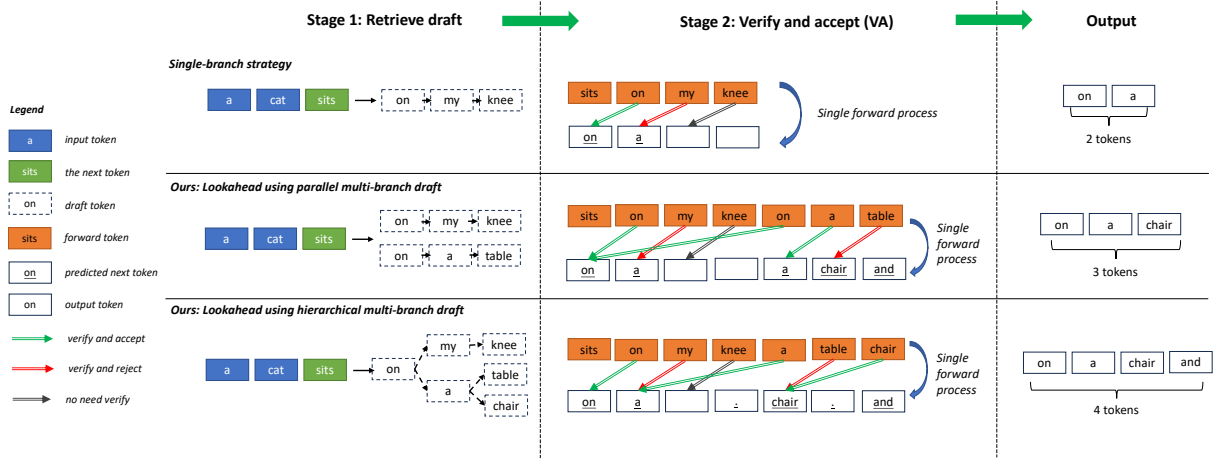 Stage 1: Retrieve draft
Stage 2: Verify and accept (VA)
Output
Legend
a input token
sits the next token
on draft token
sits forward token
on predicted next token
on output token
verify and accept
verify and reject
no need verify
Single-branch strategy
a cat sits on my knee
sits on my knee
on a
Single forward process
on a
2 tokens
Ours: Lookahead using parallel multi-branch draft
a cat sits
on my knee
on a table
sits on my knee on a table
on a a chair and
Single
forward
process
on a chair
3 tokens
Ours: Lookahead using hierarchical multi-branch draft
a cat sits on
my knee
a table
chair
sits on my knee a table chair
on a . chair . and
Single
forward
process
on a chair and
4 tokens